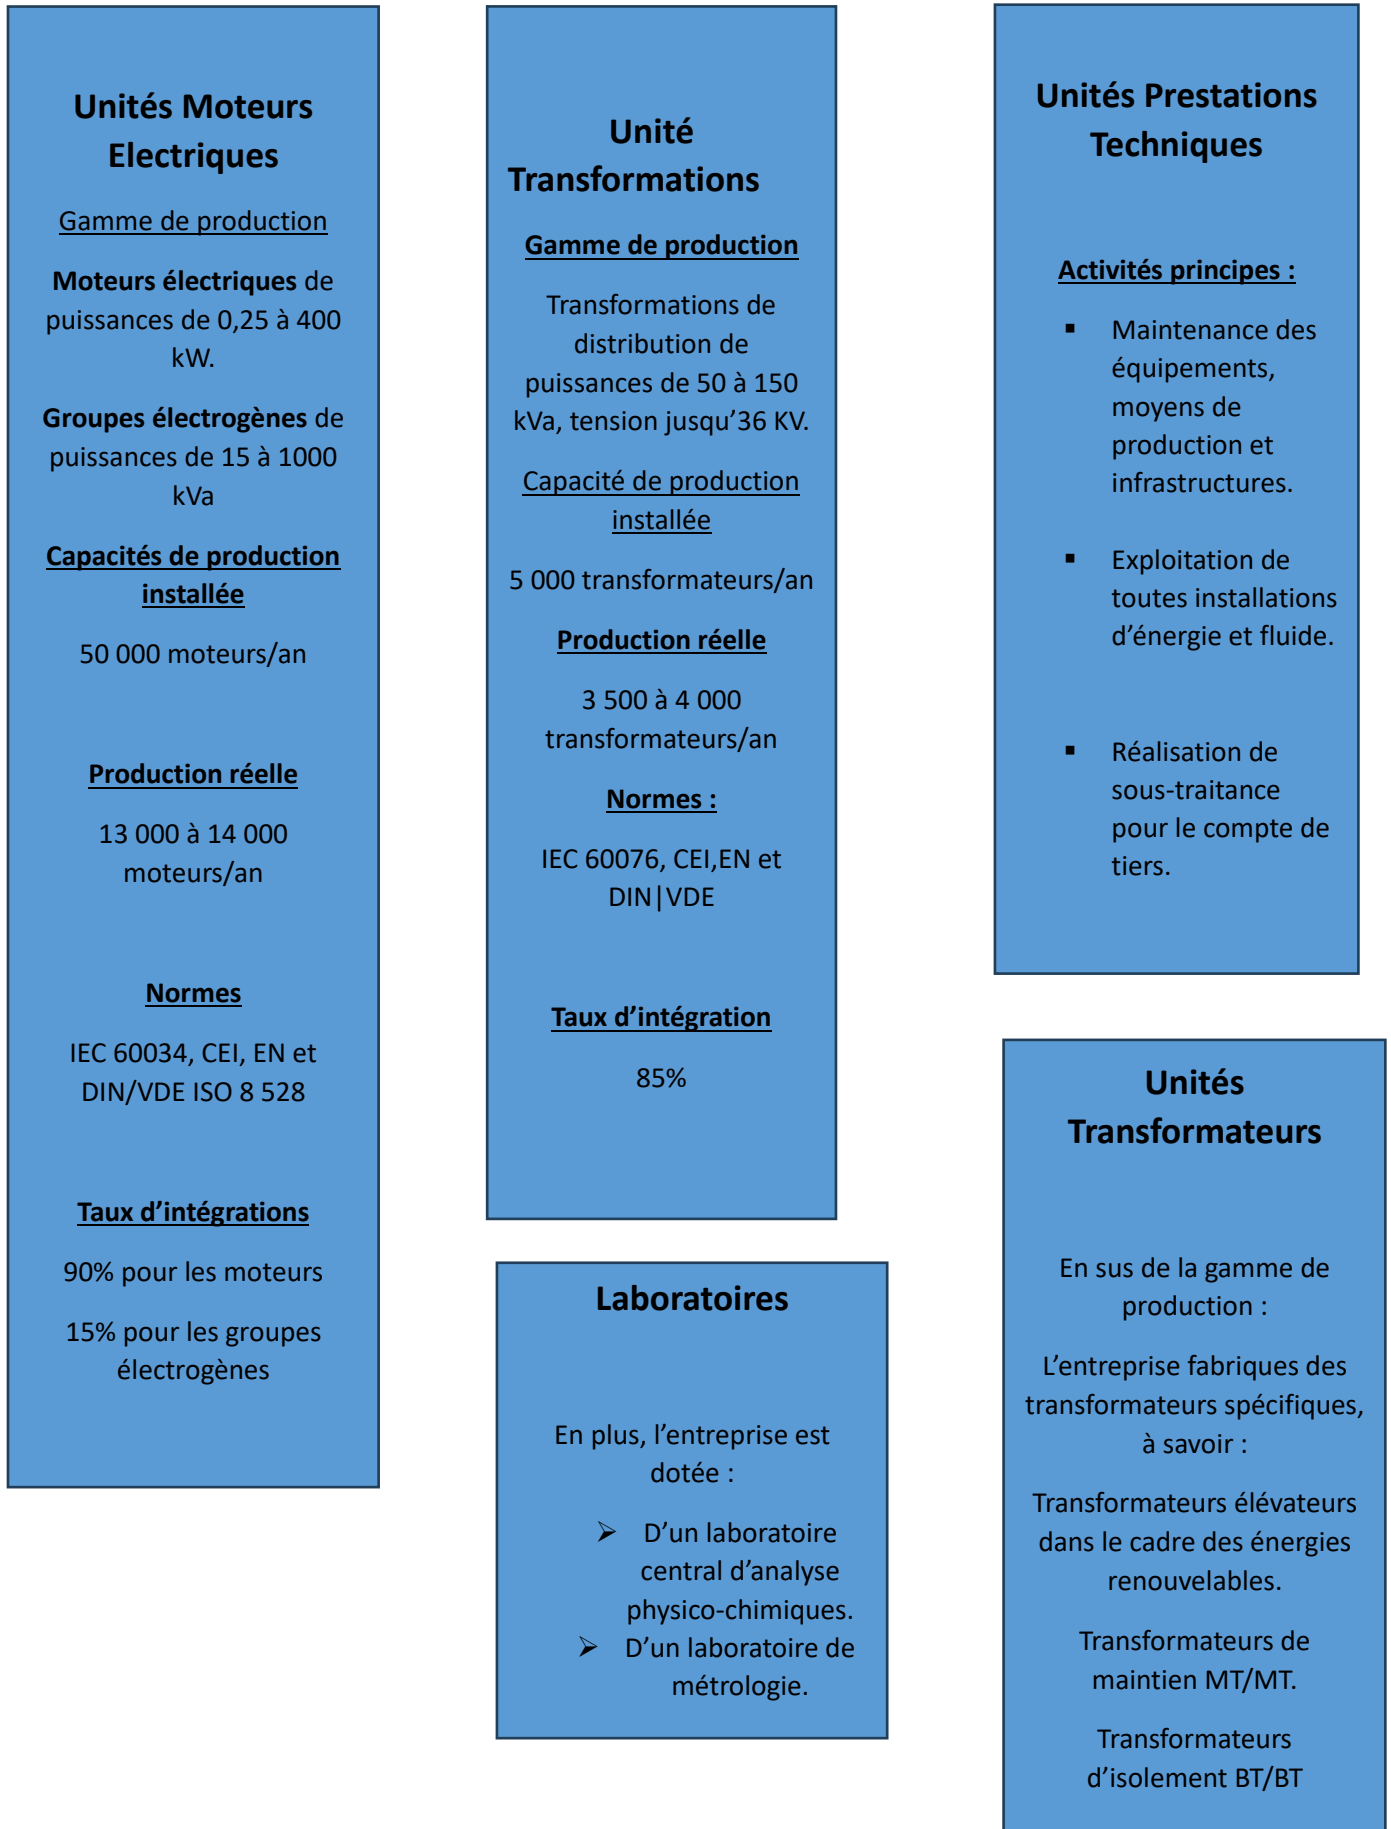 Unités Moteurs
Electriques
Gamme de production
Moteurs électriques de
puissances de 0,25 à 400
kW.
Groupes électrogènes de
puissances de 15 à 1000
kVa
Capacités de production
installée
50 000 moteurs/an
Production réelle
13 000 à 14 000
moteurs/an
Normes
IEC 60034, CEI, EN et
DIN/VDE ISO 8 528
Taux d’intégrations
90% pour les moteurs
15% pour les groupes
électrogènes
Unité
Transformations
Gamme de production
Transformations de
distribution de
puissances de 50 à 150
kVa, tension jusqu’36 KV.
Capacité de production
installée
5 000 transformateurs/an
Production réelle
3 500 à 4 000
transformateurs/an
Normes :
IEC 60076, CEI,EN et
DIN|VDE
Taux d’intégration
85%
Laboratoires
En plus, l’entreprise est
dotée :
➢ D’un laboratoire
central d’analyse
physico-chimiques.
➢ D’un laboratoire de
métrologie.
Unités Prestations
Techniques
Activités principes :
▪ Maintenance des
équipements,
moyens de
production et
infrastructures.
▪ Exploitation de
toutes installations
d’énergie et fluide.
▪ Réalisation de
sous-traitance
pour le compte de
tiers.
Unités
Transformateurs
En sus de la gamme de
production :
L’entreprise fabriques des
transformateurs spécifiques,
à savoir :
Transformateurs élévateurs
dans le cadre des énergies
renouvelables.
Transformateurs de
maintien MT/MT.
Transformateurs
d’isolement BT/BT